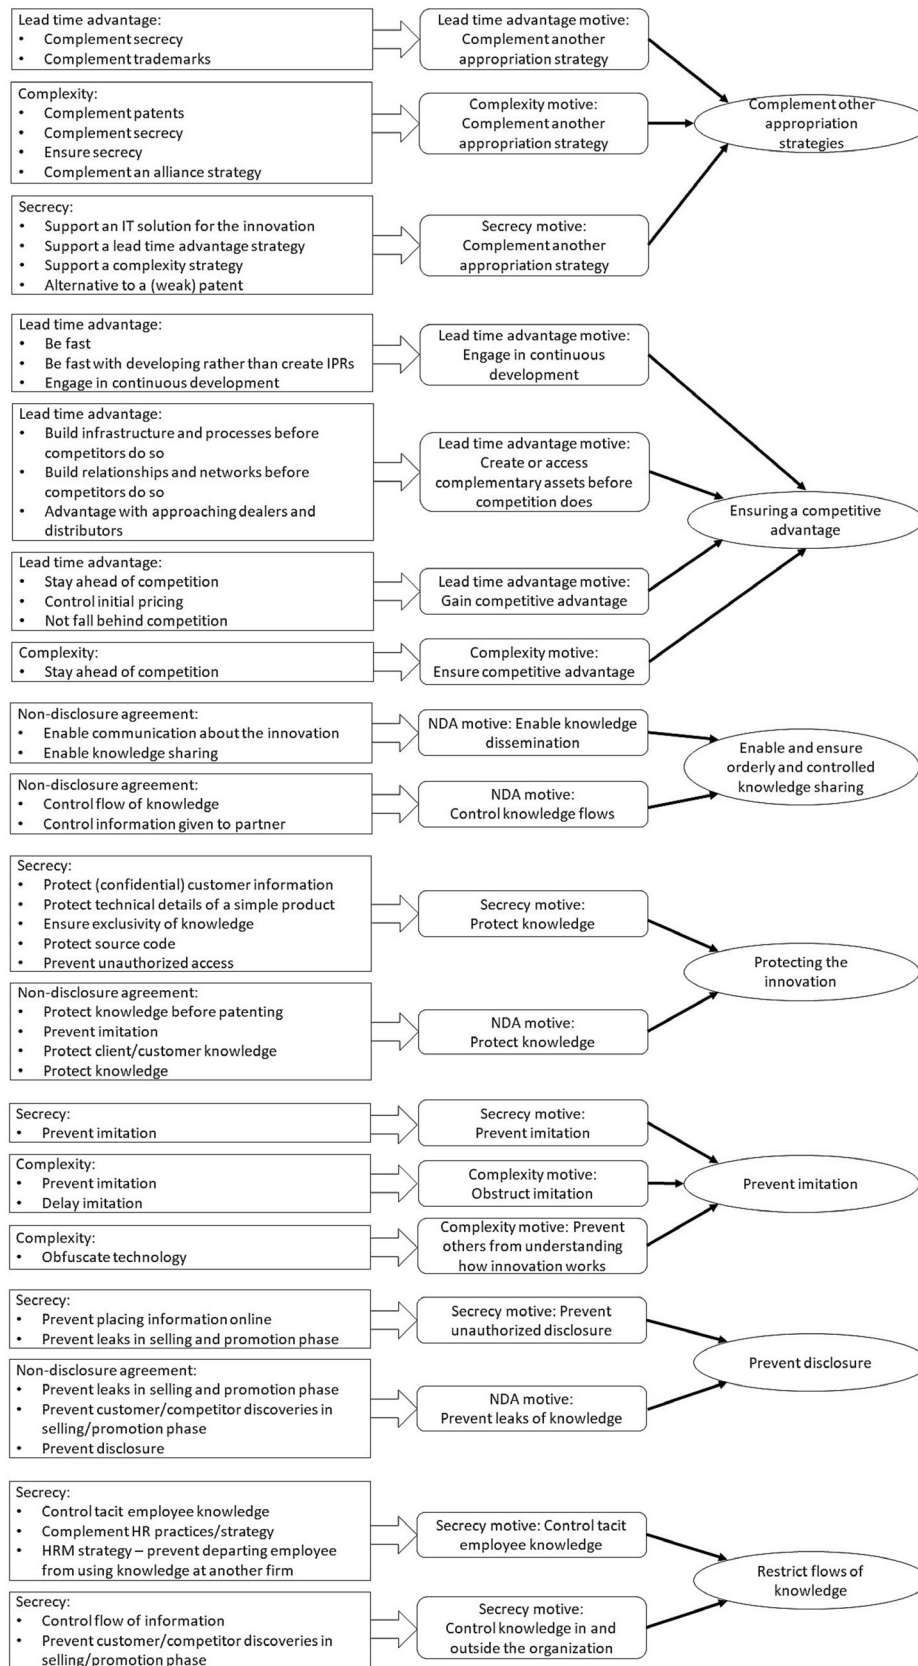 Lead time advantage:
• Complement secrecy
• Complement trademarks
Lead time advantage motive:
Complement another
appropriation strategy
Complexity:
• Complement patents
• Complement secrecy
• Ensure secrecy
• Complement an alliance strategy
Complexity motive:
Complement another
appropriation strategy
Complement other
appropriation
strategies
Secrecy:
• Support an IT solution for the innovation
• Support a lead time advantage strategy
• Support a complexity strategy
• Alternative to a (weak) patent
Secrecy motive:
Complement another
appropriation strategy
Lead time advantage:
• Be fast
• Be fast with developing rather than create IPRs
• Engage in continuous development
Lead time advantage motive:
Engage in continuous
development
Lead time advantage:
• Build infrastructure and processes before
competitors do so
• Build relationships and networks before
competitors do so
• Advantage with approaching dealers and
distributors
Lead time advantage motive:
Create or access
complementary assets before
competition does
Ensuring a competitive
advantage
Lead time advantage:
• Stay ahead of competition
• Control initial pricing
• Not fall behind competition
Lead time advantage motive:
Gain competitive advantage
Complexity:
• Stay ahead of competition
Complexity motive:
Ensure competitive advantage
Non-disclosure agreement:
• Enable communication about the innovation
• Enable knowledge sharing
NDA motive: Enable knowledge
dissemination
Enable and ensure
orderly and controlled
knowledge sharing
Non-disclosure agreement:
• Control flow of knowledge
• Control information given to partner
NDA motive:
Control knowledge flows
Secrecy:
• Protect (confidential) customer information
• Protect technical details of a simple product
• Ensure exclusivity of knowledge
• Protect source code
• Prevent unauthorized access
Secrecy motive:
Protect knowledge
Protecting the
innovation
Non-disclosure agreement:
• Protect knowledge before patenting
• Prevent imitation
• Protect client/customer knowledge
• Protect knowledge
NDA motive:
Protect knowledge
Secrecy:
• Prevent imitation
Secrecy motive:
Prevent imitation
Complexity:
• Prevent imitation
• Delay imitation
Complexity motive:
Obstruct imitation
Prevent imitation
Complexity:
• Obfuscate technology
Complexity motive: Prevent
others from understanding
how innovation works
Secrecy:
• Prevent placing information online
• Prevent leaks in selling and promotion phase
Secrecy motive: Prevent
unauthorized disclosure
Prevent disclosure
Non-disclosure agreement:
• Prevent leaks in selling and promotion phase
• Prevent customer/competitor discoveries in
selling/promotion phase
• Prevent disclosure
NDA motive:
Prevent leaks of knowledge
Secrecy:
• Control tacit employee knowledge
• Complement HR practices/strategy
• HRM strategy – prevent departing employee
from using knowledge at another firm
Secrecy motive: Control tacit
employee knowledge
Restrict flows of
knowledge
Secrecy:
• Control flow of information
• Prevent customer/competitor discoveries in
selling/promotion phase
Secrecy motive:
Control knowledge in and
outside the organization